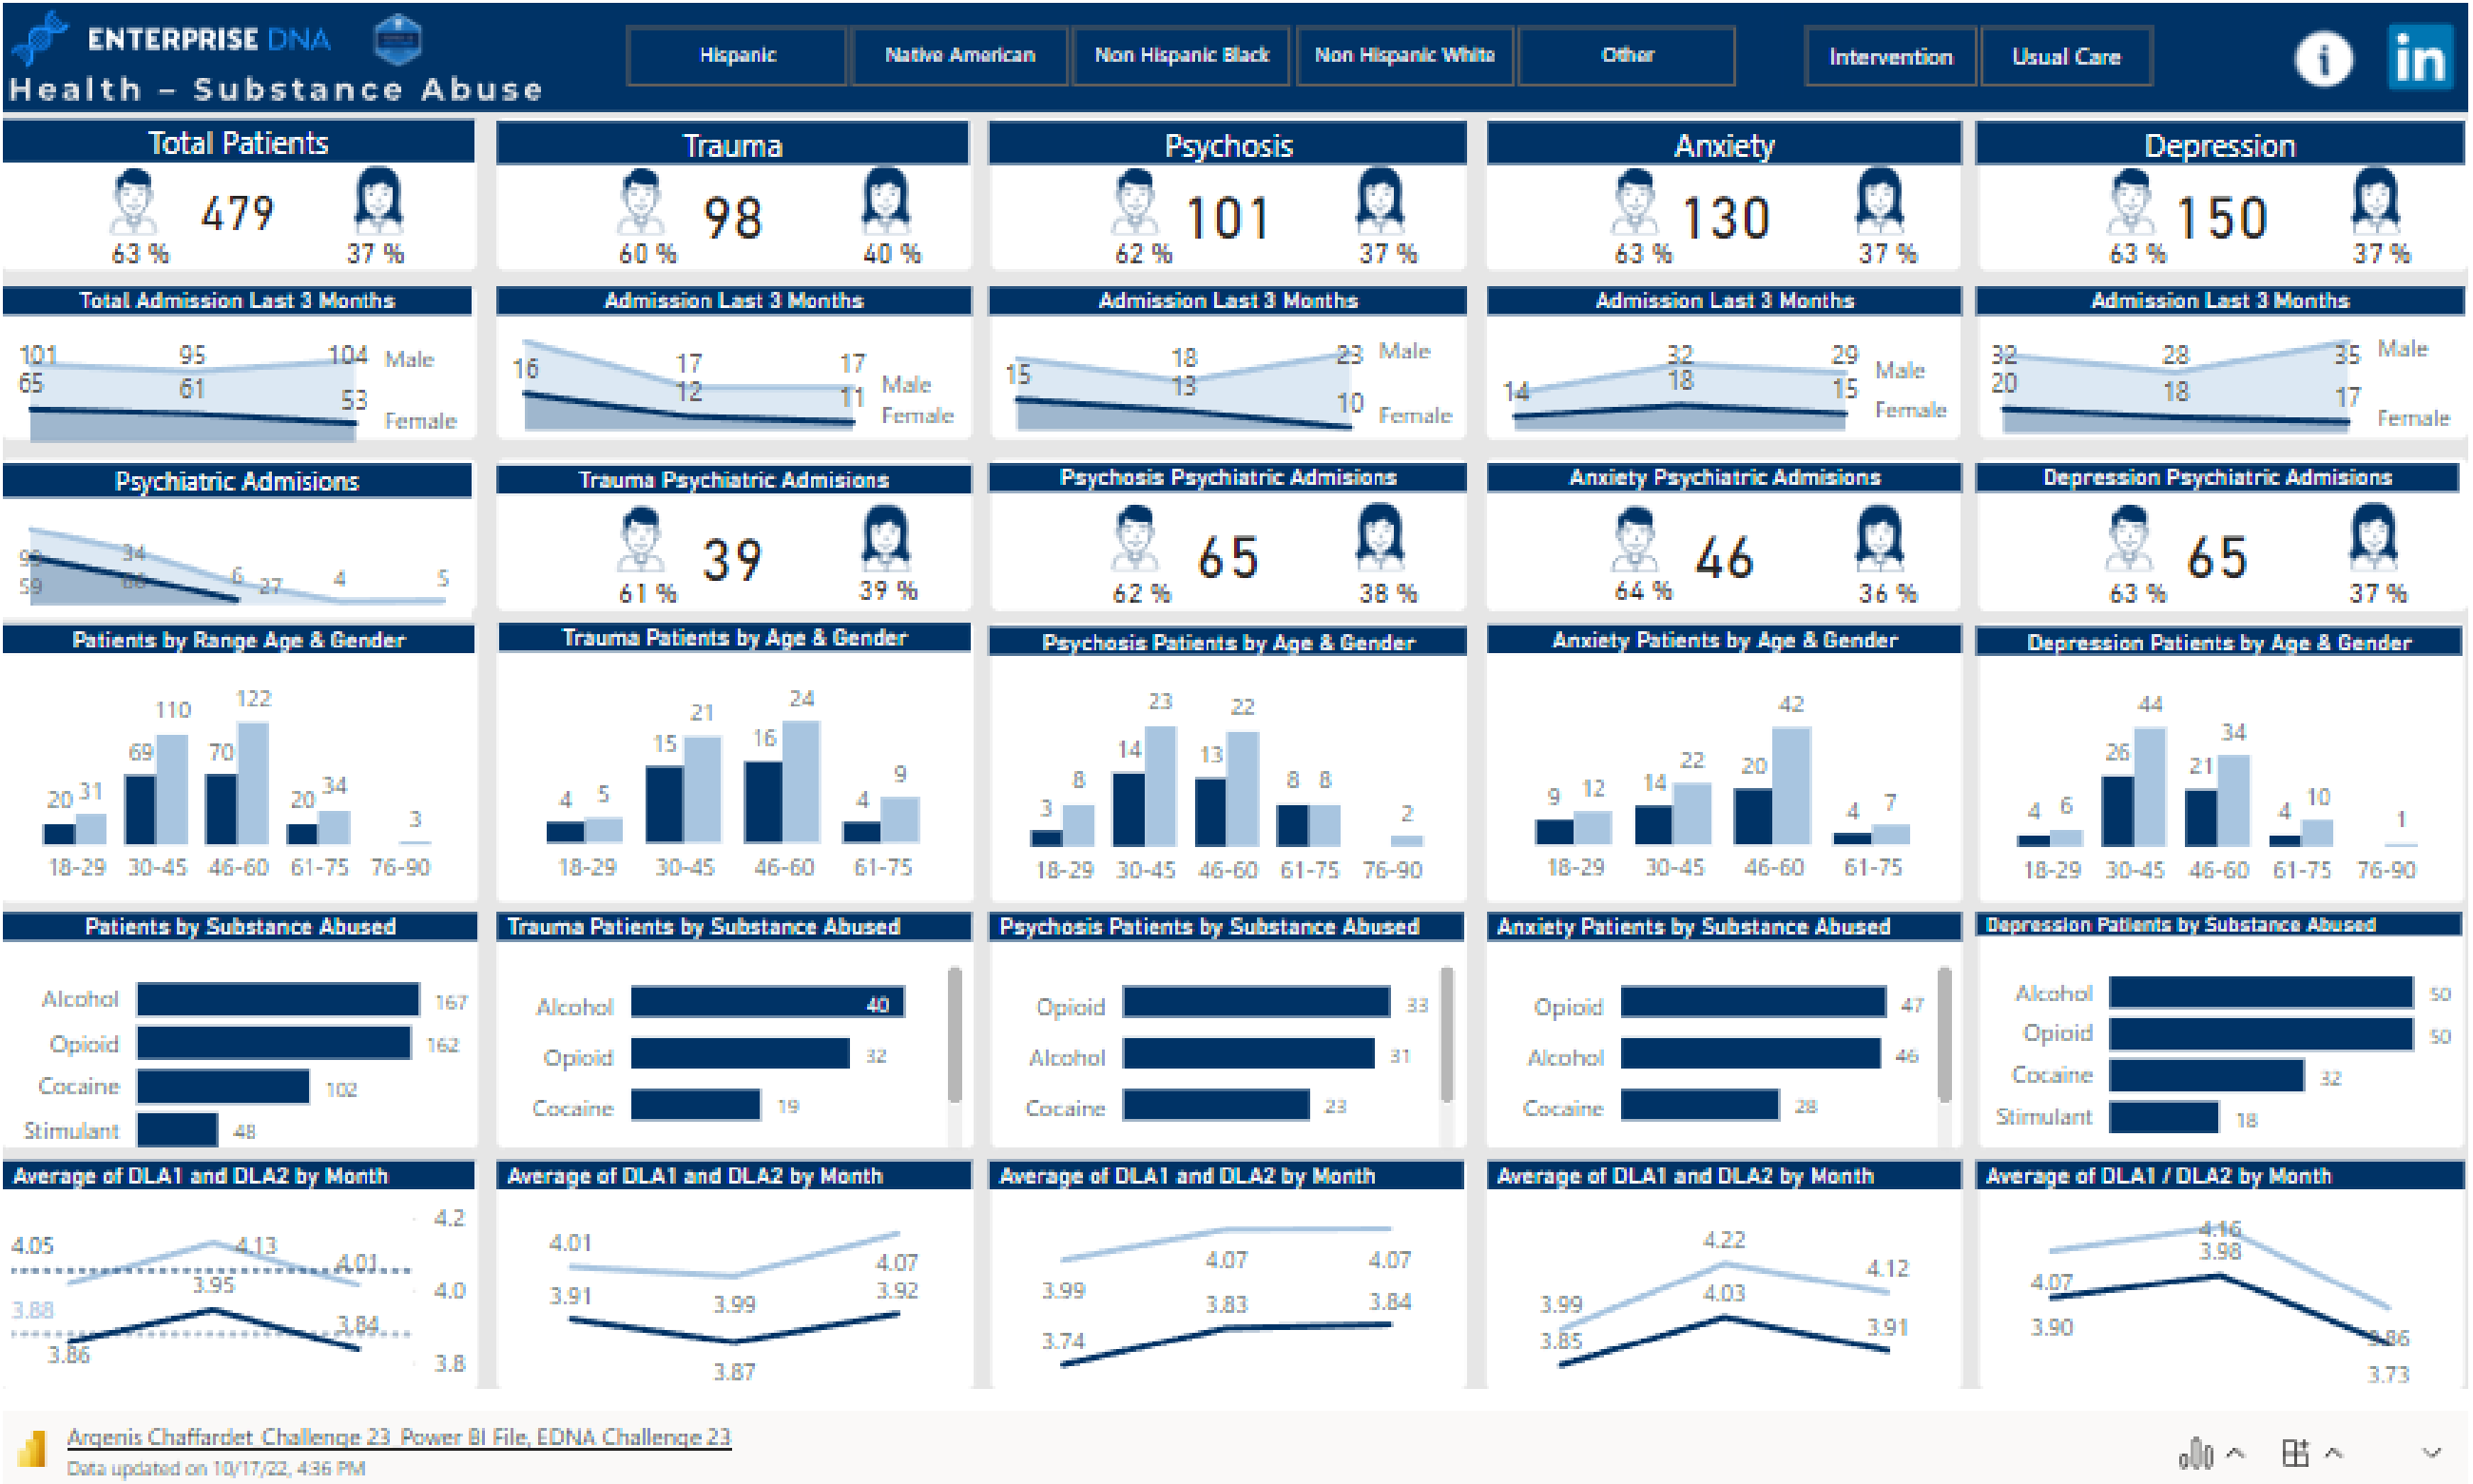 ENTERPRISE DNA
Health – Substance Abuse
Hispanic
Native American
Non Hispanic Black
Non Hispanic White
Other
Intervention
Usual Care
i
in
Total Patients
479
63 %
37 %
Trauma
98
60 %
40 %
Psychosis
101
62 %
37 %
Anxiety
130
63 %
37 %
Depression
150
63 %
37 %
Total Admission Last 3 Months
101
95
104
Male
65
61
53
Female
Admission Last 3 Months
16
17
17
12
11
Male
Female
Admission Last 3 Months
15
18
23
Male
13
10
Female
Admission Last 3 Months
14
32
29
Male
18
15
Female
Admission Last 3 Months
32
28
35
Male
20
18
17
Female
Psychiatric Admisions
34
6
27
4
5
59
Trauma Psychiatric Admisions
39
61 %
39 %
Psychosis Psychiatric Admisions
65
62 %
38 %
Anxiety Psychiatric Admisions
46
64 %
36 %
Depression Psychiatric Admisions
65
63 %
37 %
Patients by Range Age & Gender
20
31
69
110
70
122
20
34
3
18-29
30-45
46-60
61-75
76-90
Trauma Patients by Age & Gender
4
5
15
21
16
24
4
9
18-29
30-45
46-60
61-75
Psychosis Patients by Age & Gender
3
8
14
23
13
22
8
8
2
18-29
30-45
46-60
61-75
76-90
Anxiety Patients by Age & Gender
9
12
14
22
20
42
4
7
18-29
30-45
46-60
61-75
Depression Patients by Age & Gender
4
6
26
44
21
34
4
10
1
18-29
30-45
46-60
61-75
76-90
Patients by Substance Abused
Alcohol 167
Opioid 162
Cocaine 102
Stimulant 48
Trauma Patients by Substance Abused
Alcohol 40
Opioid 32
Cocaine 19
Psychosis Patients by Substance Abused
Opioid 33
Alcohol 31
Cocaine 23
Anxiety Patients by Substance Abused
Opioid 47
Alcohol 46
Cocaine 28
Depression Patients by Substance Abused
Alcohol 50
Opioid 50
Cocaine 32
Stimulant 18
Average of DLA1 and DLA2 by Month
4.2
4.05
4.13
4.01
4.0
3.95
3.88
3.84
3.86
3.8
Average of DLA1 and DLA2 by Month
4.01
4.07
3.91
3.99
3.92
3.87
Average of DLA1 and DLA2 by Month
3.99
4.07
4.07
3.74
3.83
3.84
Average of DLA1 and DLA2 by Month
3.99
4.22
4.12
3.85
4.03
3.91
Average of DLA1 / DLA2 by Month
4.16
3.98
4.07
3.90
3.73
Argenis Chaffardet Challenge 23 Power BI File, EDNA Challenge 23
Data updated on 10/17/22, 4:36 PM